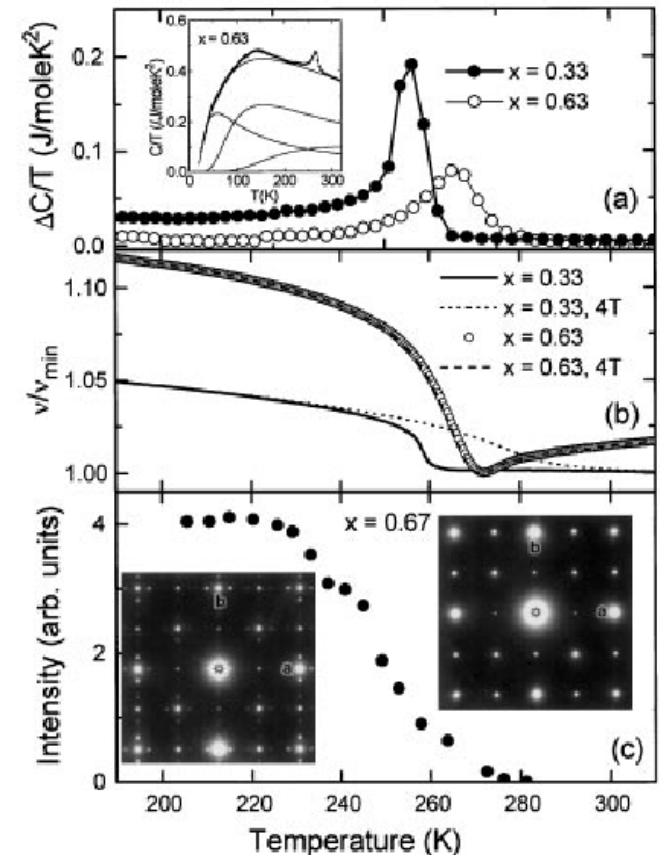 x = 0.63
0.6
0.4
0.2
0.0
0
100
200
300
C/T (J/moleK²)
T(K)
x = 0.33
x = 0.63
(a)
0.2
0.1
0.0
ΔC/T (J/moleK²)
x = 0.33
x = 0.33, 4T
x = 0.63
x = 0.63, 4T
(b)
1.10
1.05
1.00
ν/νmin
x = 0.67
b
a
b
a
(c)
4
2
0
Intensity (arb. units)
200
220
240
260
280
300
Temperature (K)